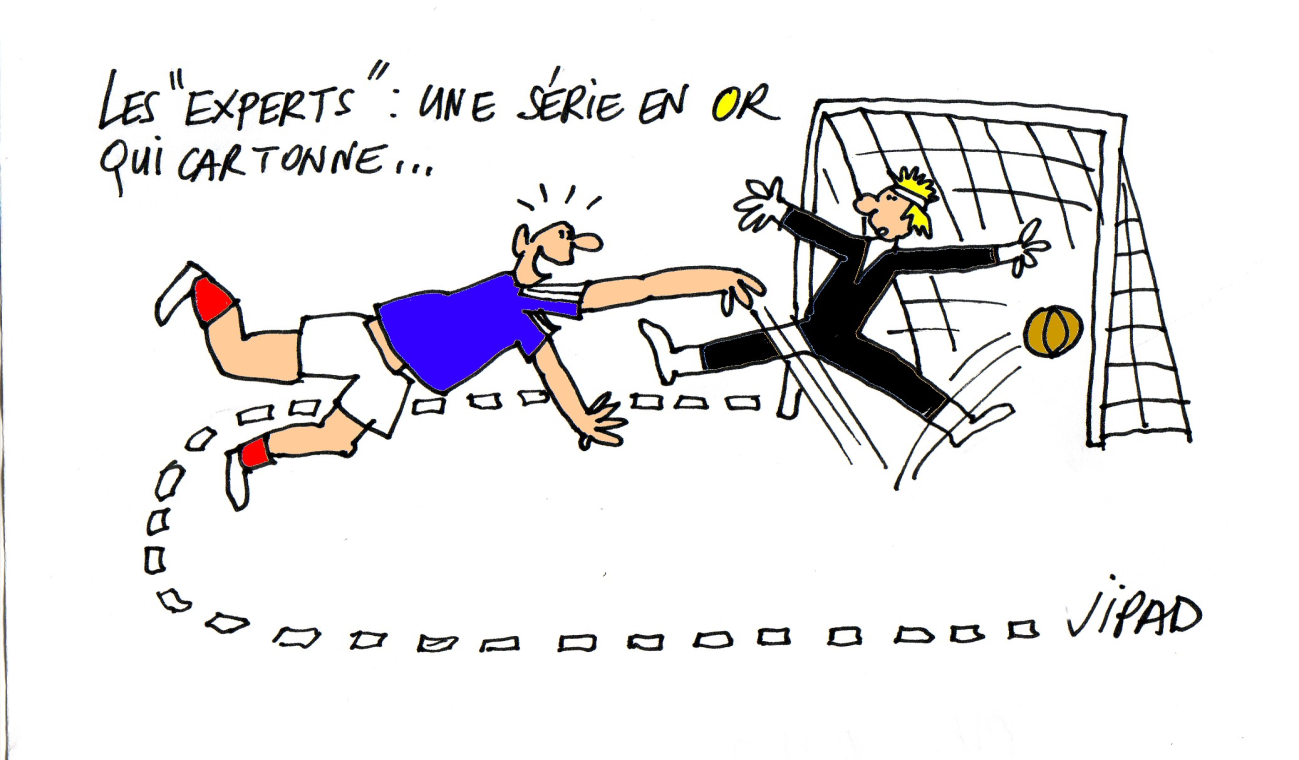 LES "EXPERTS" : UNE SÉRIE EN OR
QUI CARTONNE...
JIPAD